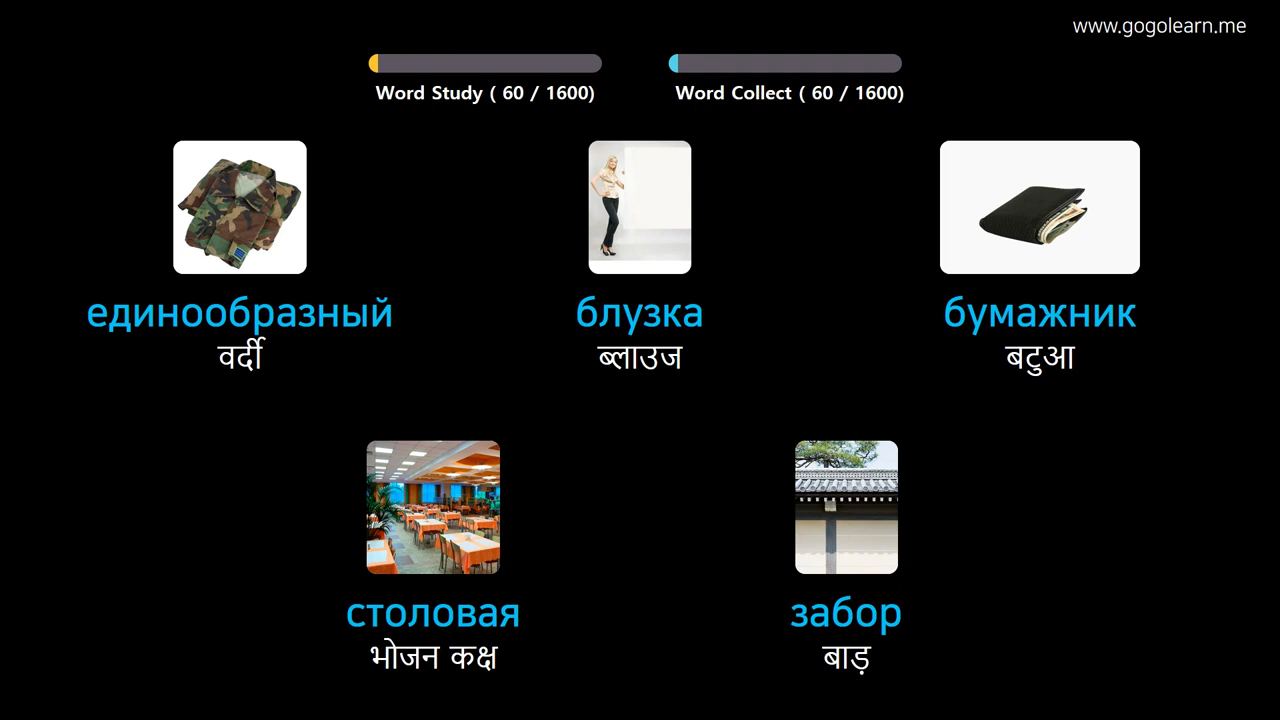 www.gogolearn.me
Word Study ( 60 / 1600)
Word Collect ( 60 / 1600)
единообразный
वर्दी
блузка
ब्लाउज
бумажник
बटुआ
столовая
भोजन कक्ष
забор
बाड़